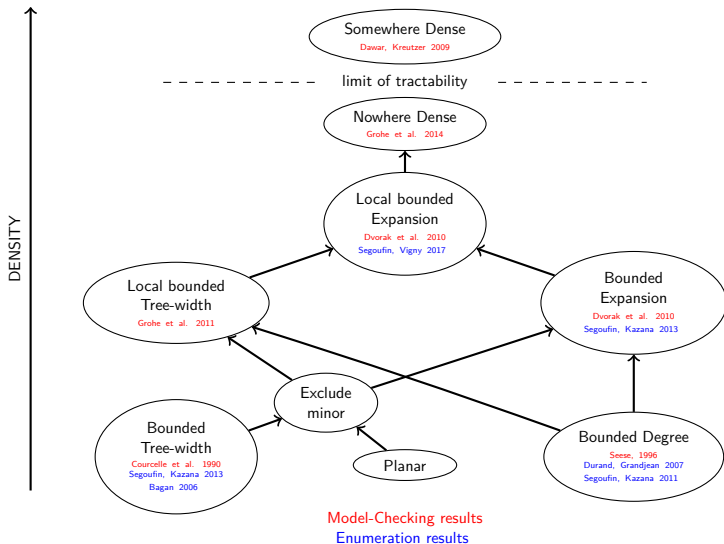 Somewhere Dense
Dawar, Kreutzer 2009
limit of tractability
Nowhere Dense
Grohe et al. 2014
DENSITY
Local bounded
Expansion
Dvorak et al. 2010
Segoufin, Vigny 2017
Local bounded
Tree-width
Grohe et al. 2011
Bounded
Expansion
Dvorak et al. 2010
Segoufin, Kazana 2013
Exclude
minor
Bounded
Tree-width
Courcelle et al. 1990
Segoufin, Kazana 2013
Bagan 2006
Planar
Bounded Degree
Seese, 1996
Durand, Grandjean 2007
Segoufin, Kazana 2011
Model-Checking results
Enumeration results